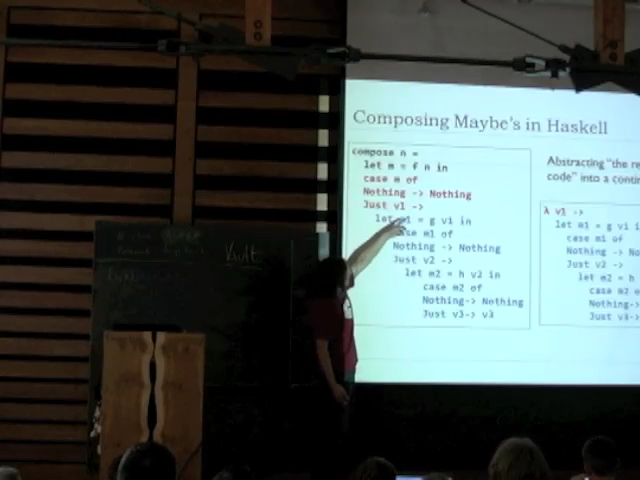 Composing Maybe's in Haskell
compose n =
let m = f n in
case m of
Nothing -> Nothing
Just v1 ->
let m1 = g v1 in
case m1 of
Nothing -> Nothing
Just v2 ->
let m2 = h v2 in
case m2 of
Nothing-> Nothing
Just v3-> v3
Abstracting "the re
code" into a conti
λ v1 ->
let m1 = g v1 i
case m1 of
Nothing -> No
Just v2 ->
let m2 = h
case m2 o
Nothing->
Just v3->
Vault